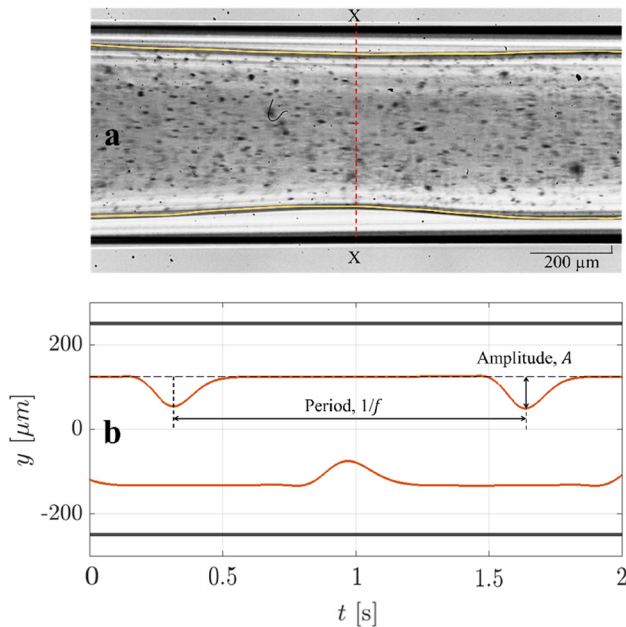 X
a
X
200 μm
200
Amplitude, A
Period, 1/f
0
b
-200
y [μm]
0
0.5
1
1.5
2
t [s]